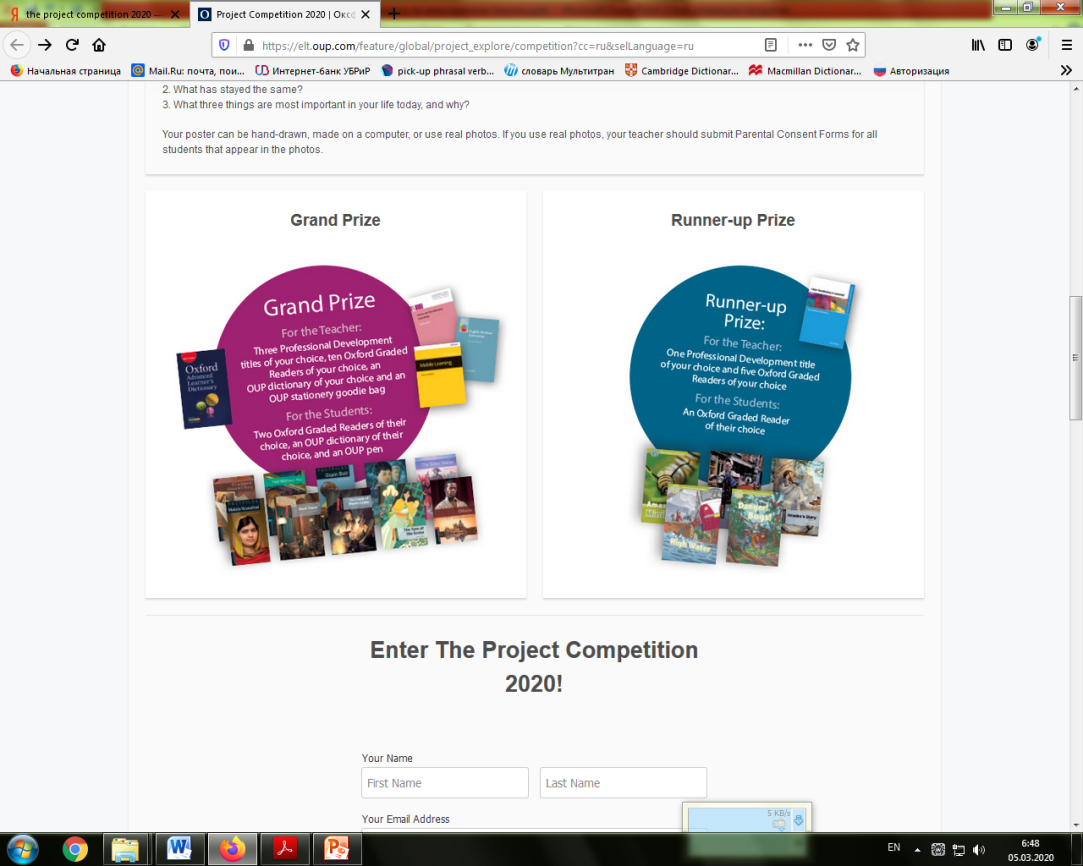 the project competition 2020 —
Project Competition 2020 | Окс
https://elt.oup.com/feature/global/project_explore/competition?cc=ru&selLanguage=ru
Начальная страница
Mail.Ru: почта, пои...
Интернет-банк УБРиР
pick-up phrasal verb...
словарь Мультитран
Cambridge Dictionar...
Macmillan Dictionar...
Авторизация
2. What has stayed the same?
3. What three things are most important in your life today, and why?
Your poster can be hand-drawn, made on a computer, or use real photos. If you use real photos, your teacher should submit Parental Consent Forms for all
students that appear in the photos.
Grand Prize
Grand Prize
For the Teacher:
Three Professional Development
titles of your choice, ten Oxford Graded
Readers of your choice, an
OUP dictionary of your choice and an
OUP stationery goodie bag
For the Students:
Two Oxford Graded Readers of their
choice, an OUP dictionary of their
choice, and an OUP pen
Oxford
Advanced
Learner's
Dictionary
Mobile Learning
Runner-up Prize
Runner-up
Prize:
For the Teacher:
One Professional Development title
of your choice and five Oxford Graded
Readers of your choice
For the Students:
An Oxford Graded Reader
of their choice
High Water
Danger!
Bugs!
Enter The Project Competition
2020!
Your Name
First Name
Last Name
Your Email Address
5 KB/s
EN
6:48
05.03.2020